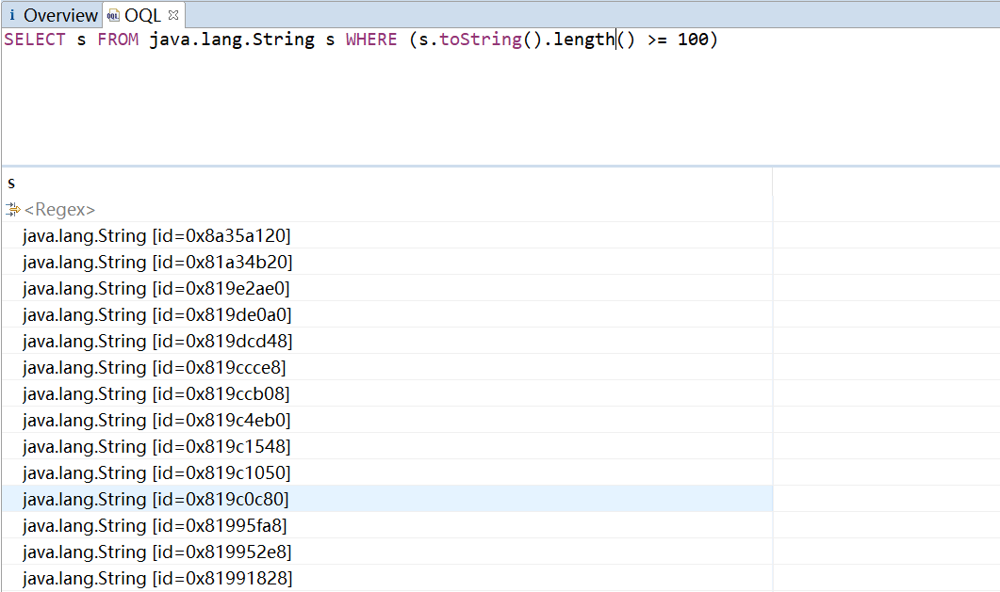 i Overview OQL OQL
SELECT s FROM java.lang.String s WHERE (s.toString().length() >= 100)
s
<Regex>
java.lang.String [id=0x8a35a120]
java.lang.String [id=0x81a34b20]
java.lang.String [id=0x819e2ae0]
java.lang.String [id=0x819de0a0]
java.lang.String [id=0x819dcd48]
java.lang.String [id=0x819ccce8]
java.lang.String [id=0x819ccb08]
java.lang.String [id=0x819c4eb0]
java.lang.String [id=0x819c1548]
java.lang.String [id=0x819c1050]
java.lang.String [id=0x819c0c80]
java.lang.String [id=0x81995fa8]
java.lang.String [id=0x819952e8]
java.lang.String [id=0x81991828]